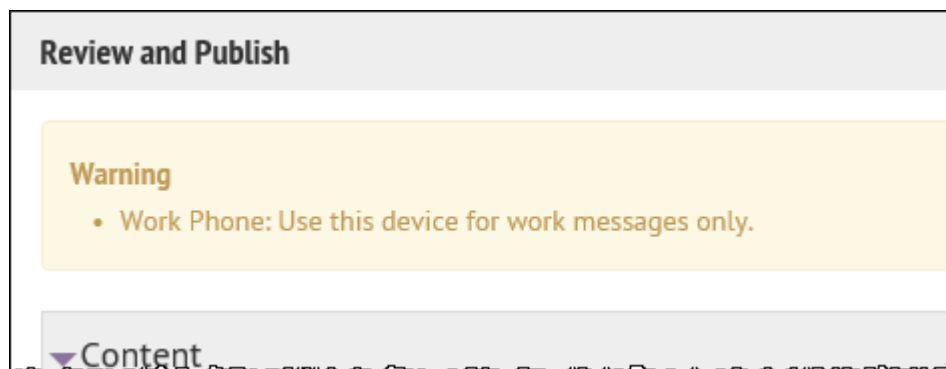 Review and Publish
Warning
• Work Phone: Use this device for work messages only.
Content